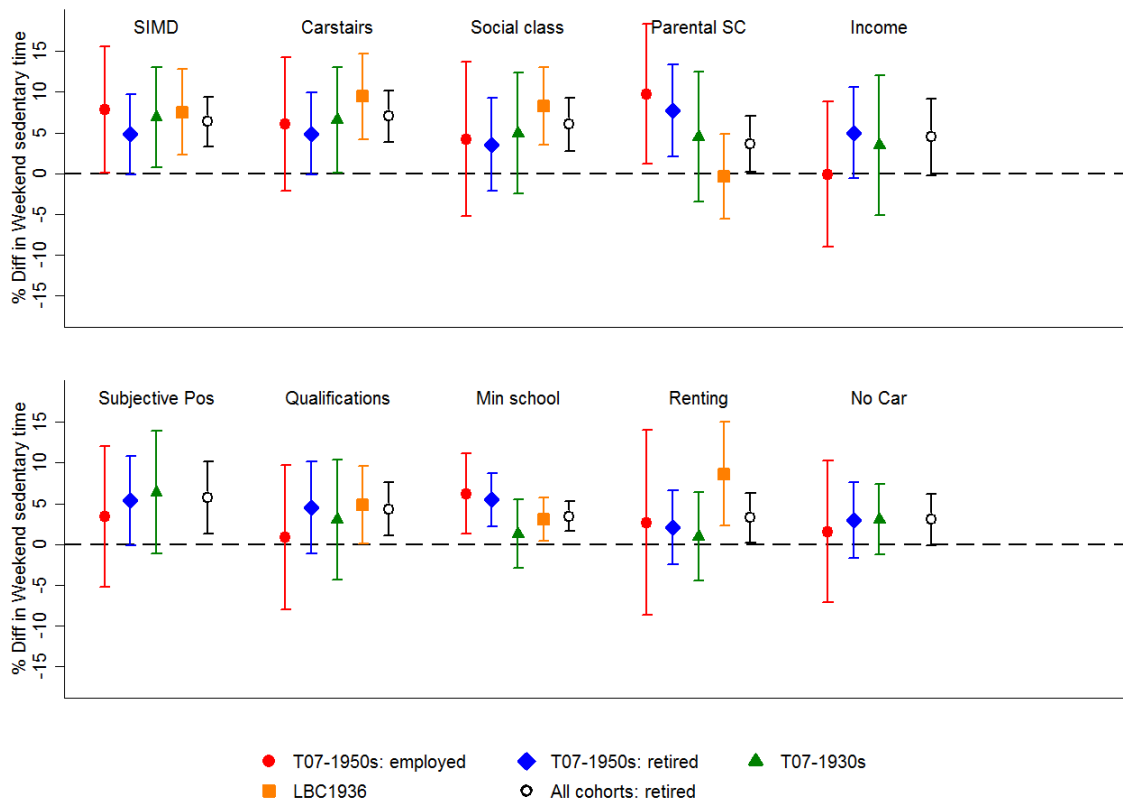 SIMD Carstairs Social class Parental SC Income
% Diff in Weekend sedentary time
15
10
5
0
-5
-10
-15
Subjective Pos Qualifications Min school Renting No Car
% Diff in Weekend sedentary time
15
10
5
0
-5
-10
-15
T07-1950s: employed T07-1950s: retired T07-1930s
LBC1936 All cohorts: retired